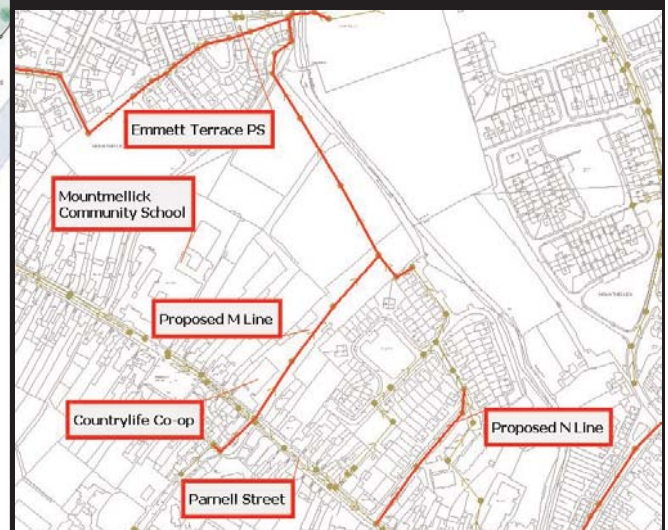 Emmett Terrace PS
Mountmellick
Community School
Proposed M Line
Countrylife Co-op
Proposed N Line
Parnell Street